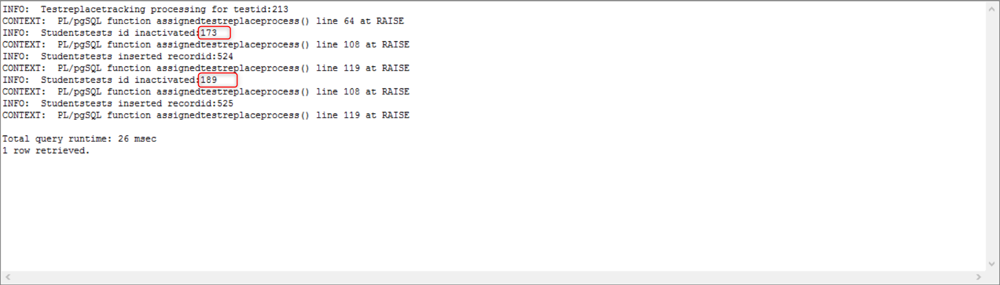 INFO:  Testreplacetracking processing for testid:213
CONTEXT:  PL/pgSQL function assignedtestreplaceprocess() line 64 at RAISE
INFO:  Studentstests id inactivated:173
CONTEXT:  PL/pgSQL function assignedtestreplaceprocess() line 108 at RAISE
INFO:  Studentstests inserted recordid:524
CONTEXT:  PL/pgSQL function assignedtestreplaceprocess() line 119 at RAISE
INFO:  Studentstests id inactivated:189
CONTEXT:  PL/pgSQL function assignedtestreplaceprocess() line 108 at RAISE
INFO:  Studentstests inserted recordid:525
CONTEXT:  PL/pgSQL function assignedtestreplaceprocess() line 119 at RAISE
Total query runtime: 26 msec
1 row retrieved.